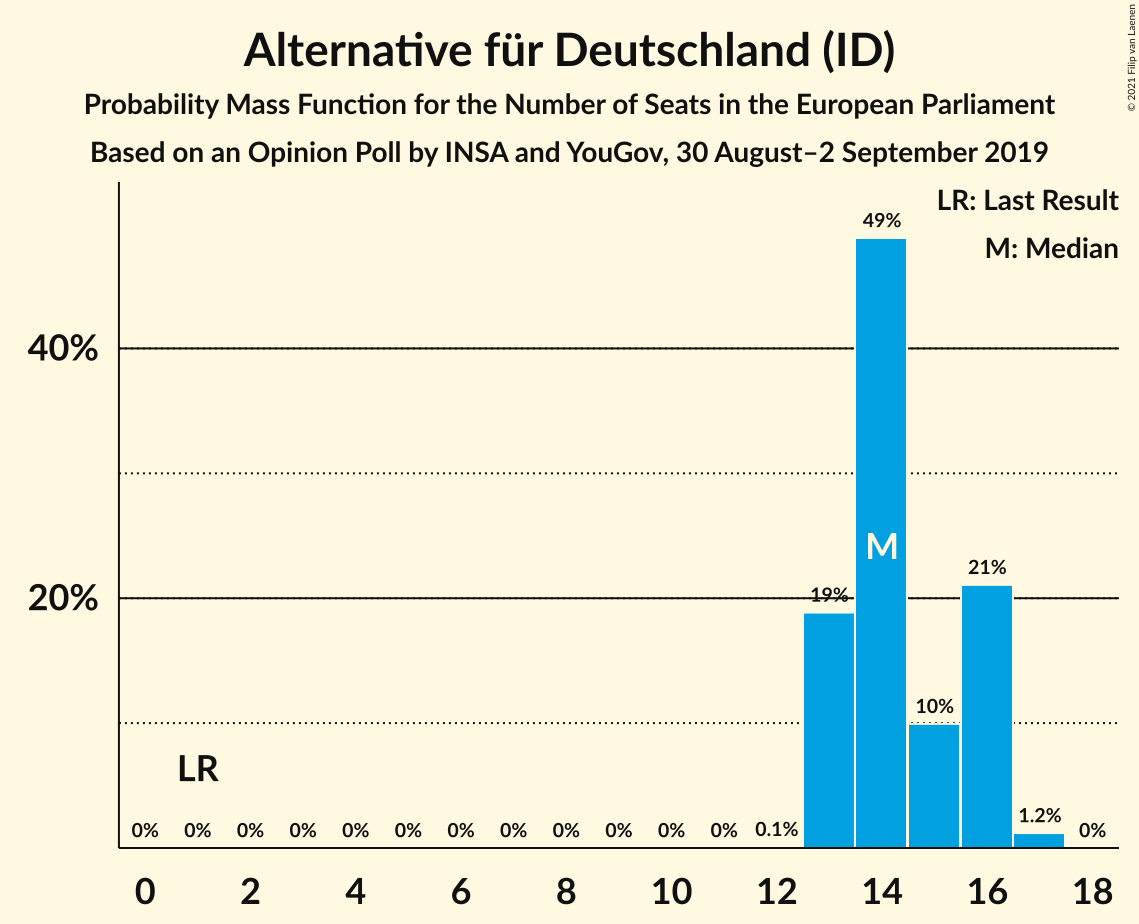 Alternative für Deutschland (ID)
Probability Mass Function for the Number of Seats in the European Parliament
Based on an Opinion Poll by INSA and YouGov, 30 August–2 September 2019
© 2021 Filip van Laenen
LR: Last Result
M: Median
49%
40%
M
21%
20%
19%
10%
LR
0% 0% 0% 0% 0% 0% 0% 0% 0% 0% 0% 0% 0.1% 1.2% 0%
0 2 4 6 8 10 12 14 16 18